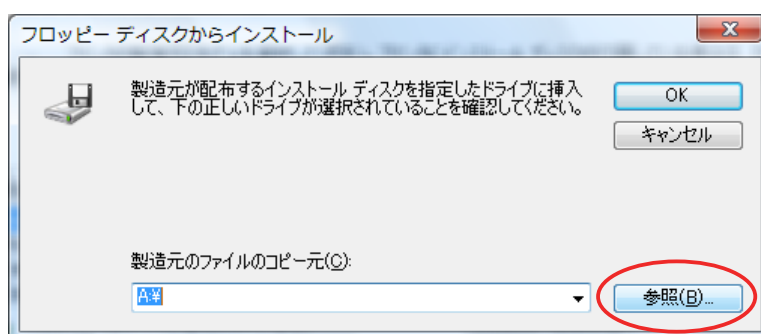 フロッピー ディスクからインストール
製造元が配布するインストール ディスクを指定したドライブに挿入
して、下の正しいドライブが選択されていることを確認してください。
OK
キャンセル
製造元のファイルのコピー元(C):
A:¥
参照(B)...